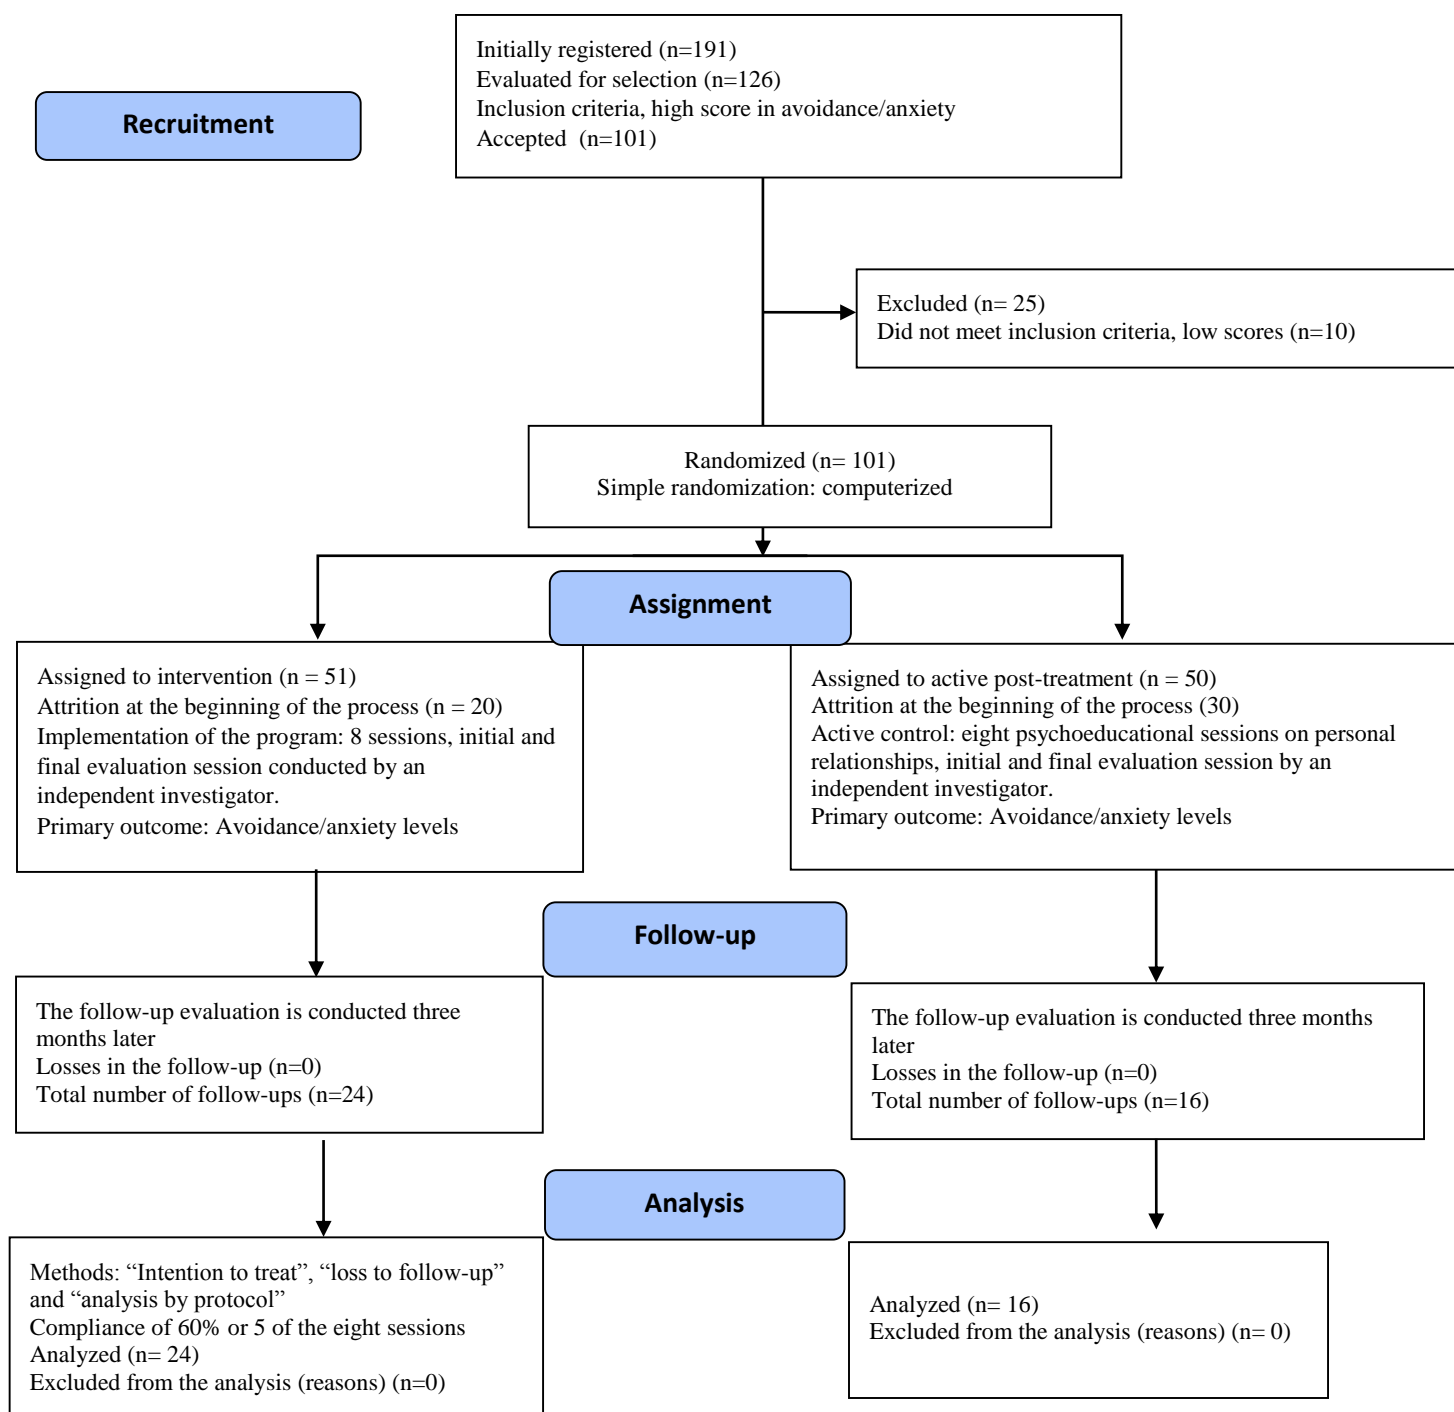 Initially registered (n=191)
Evaluated for selection (n=126)
Inclusion criteria, high score in avoidance/anxiety
Accepted  (n=101)
Recruitment
Excluded (n= 25)
Did not meet inclusion criteria, low scores (n=10)
Randomized (n= 101)
Simple randomization: computerized
Assignment
Assigned to intervention (n = 51)
Attrition at the beginning of the process (n = 20)
Implementation of the program: 8 sessions, initial and
final evaluation session conducted by an
independent investigator.
Primary outcome: Avoidance/anxiety levels
Assigned to active post-treatment (n = 50)
Attrition at the beginning of the process (30)
Active control: eight psychoeducational sessions on personal
relationships, initial and final evaluation session by an
independent investigator.
Primary outcome: Avoidance/anxiety levels
Follow-up
The follow-up evaluation is conducted three
months later
Losses in the follow-up (n=0)
Total number of follow-ups (n=24)
The follow-up evaluation is conducted three months
later
Losses in the follow-up (n=0)
Total number of follow-ups (n=16)
Analysis
Methods: “Intention to treat”, “loss to follow-up”
and “analysis by protocol”
Compliance of 60% or 5 of the eight sessions
Analyzed (n= 24)
Excluded from the analysis (reasons) (n=0)
Analyzed (n= 16)
Excluded from the analysis (reasons) (n= 0)